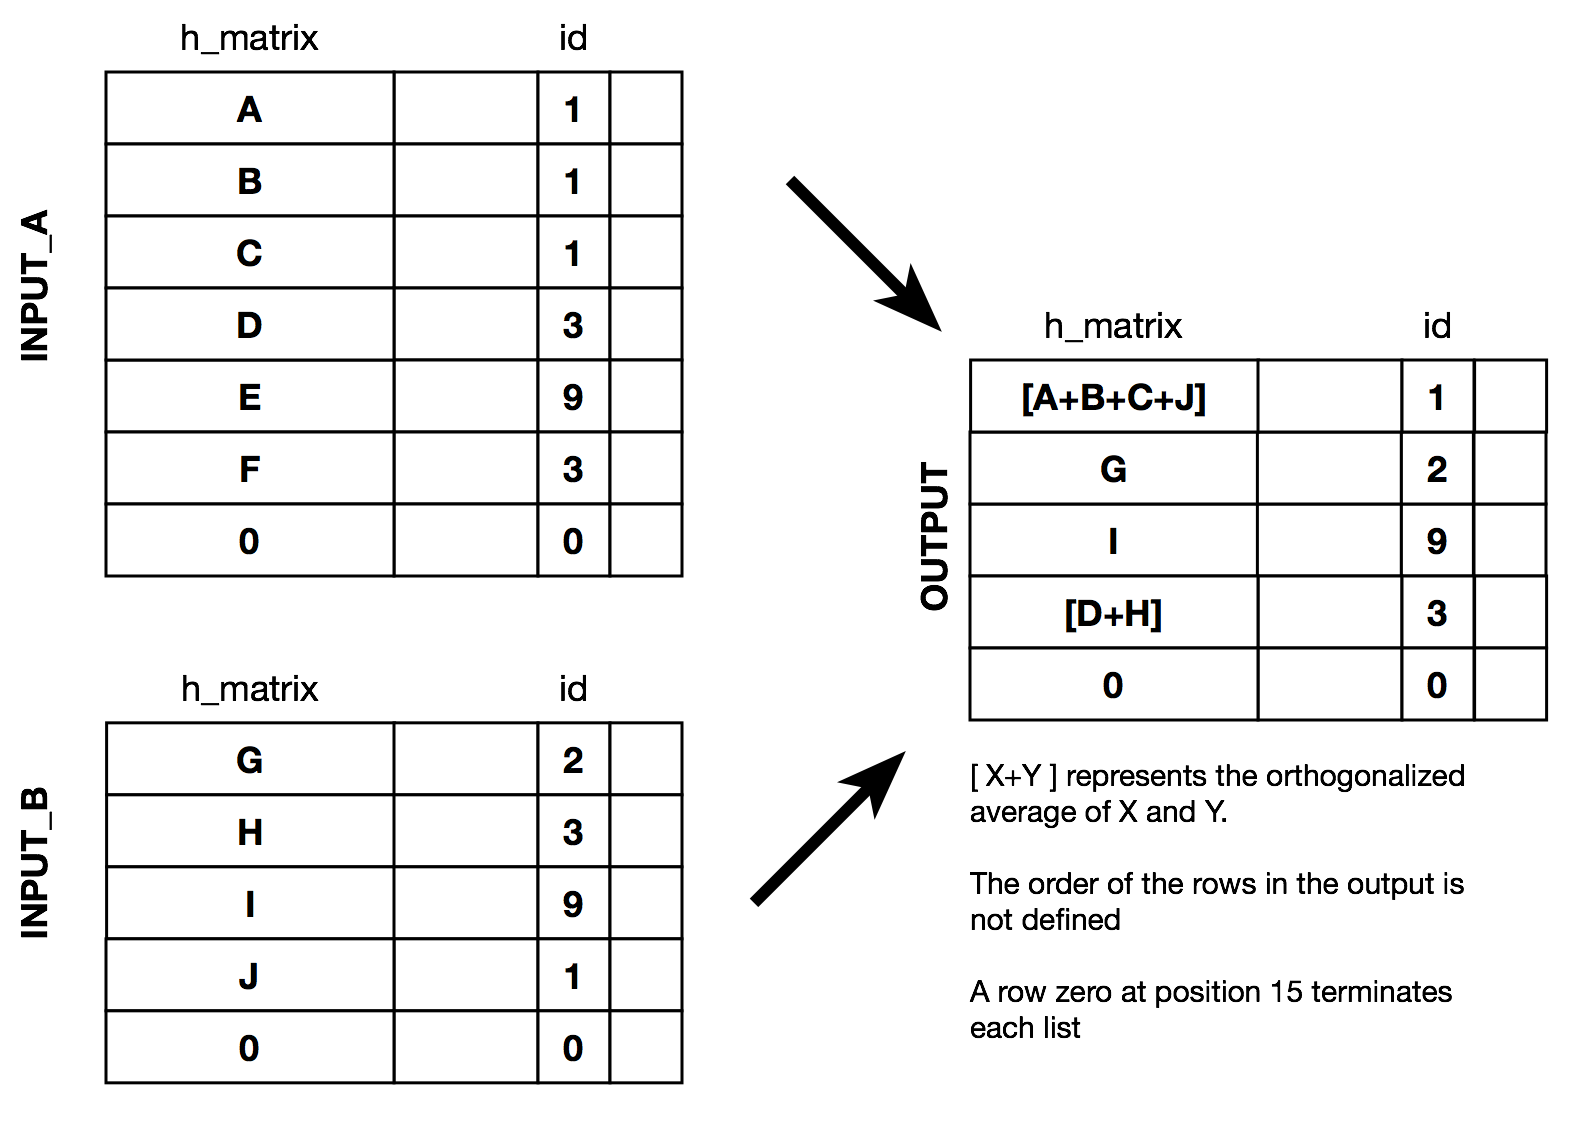 h_matrix id
INPUT_A
A 1
B 1
C 1
D 3
E 9
F 3
0 0
h_matrix id
INPUT_B
G 2
H 3
I 9
J 1
0 0
h_matrix id
OUTPUT
[A+B+C+J] 1
G 2
I 9
[D+H] 3
0 0
[ X+Y ] represents the orthogonalized
average of X and Y.
The order of the rows in the output is
not defined
A row zero at position 15 terminates
each list